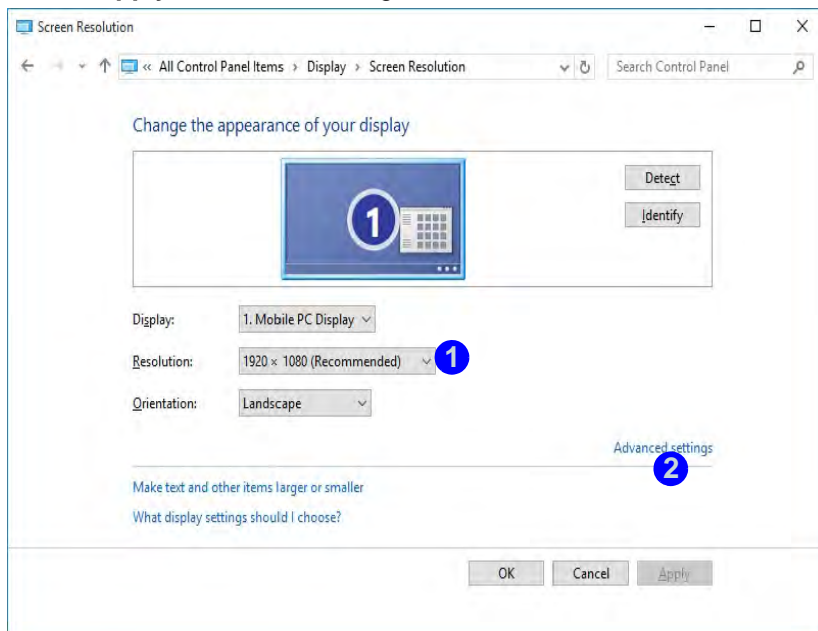 Screen Resolution
« All Control Panel Items › Display › Screen Resolution
Search Control Panel
Change the appearance of your display
1
Detect
Identify
Display: 1. Mobile PC Display
Resolution: 1920 × 1080 (Recommended) 1
Orientation: Landscape
Advanced settings
2
Make text and other items larger or smaller
What display settings should I choose?
OK Cancel Apply